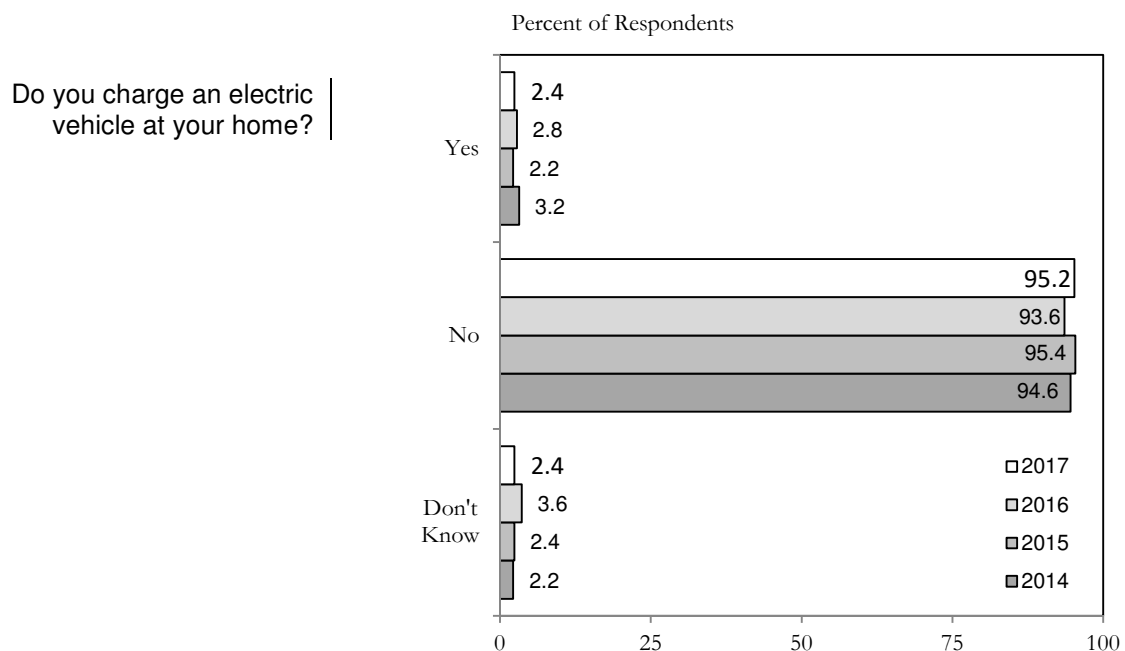 Percent of Respondents
Do you charge an electric
vehicle at your home?
Yes
2.4
2.8
2.2
3.2
No
95.2
93.6
95.4
94.6
Don't
Know
2.4
3.6
2.4
2.2
2017
2016
2015
2014
0 25 50 75 100